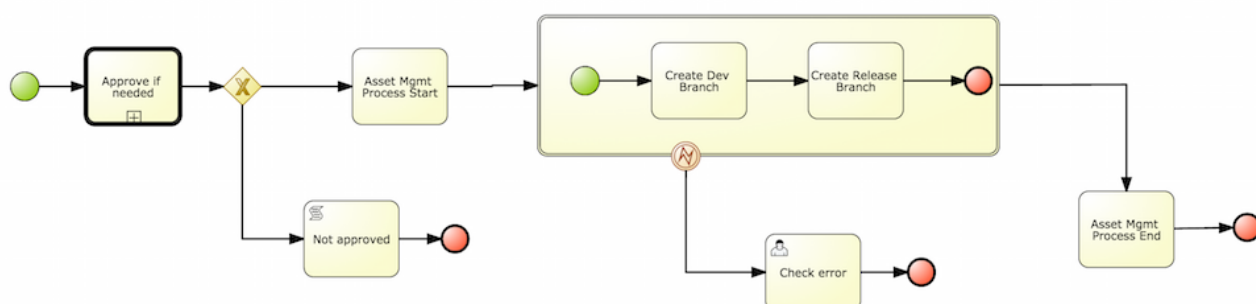 Approve if
needed
Asset Mgmt
Process Start
Create Dev
Branch
Create Release
Branch
Not approved
Check error
Asset Mgmt
Process End